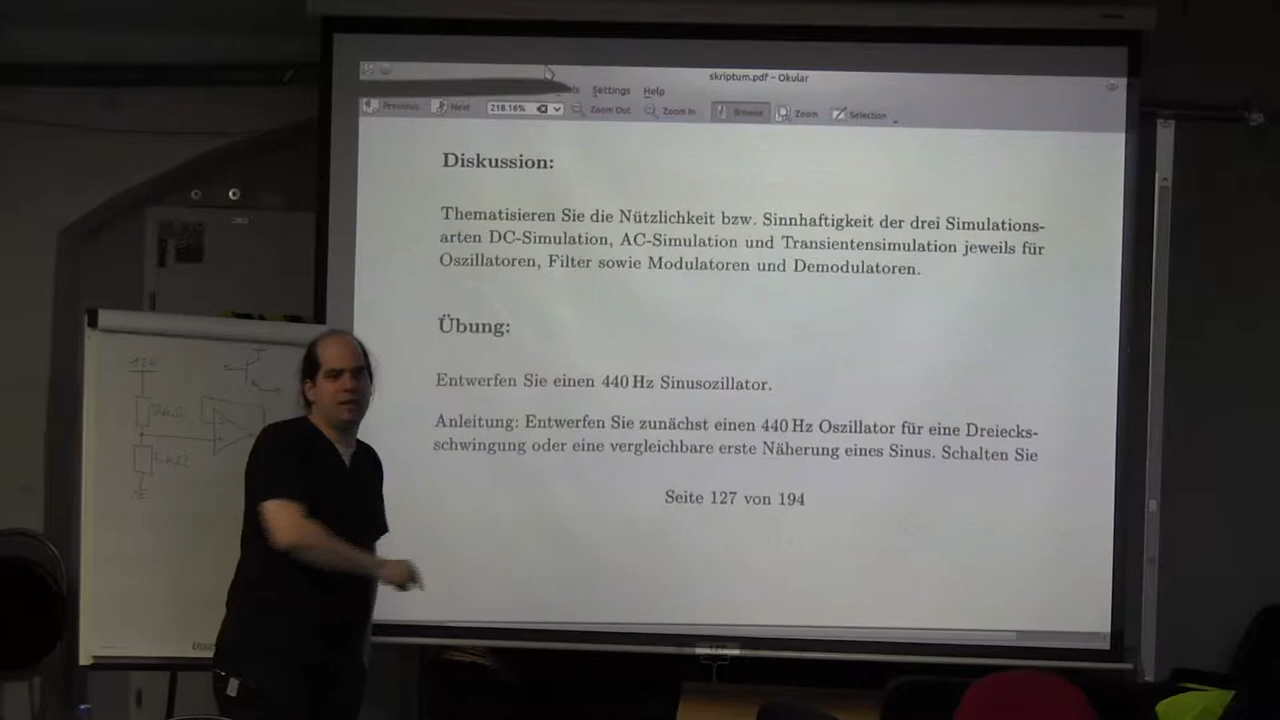 skriptum.pdf – Okular
Settings Help
Previous Next 218.16% Zoom Out Zoom In Browse Zoom Selection
Diskussion:
Thematisieren Sie die Nützlichkeit bzw. Sinnhaftigkeit der drei Simulations-
arten DC-Simulation, AC-Simulation und Transientensimulation jeweils für
Oszillatoren, Filter sowie Modulatoren und Demodulatoren.
Übung:
Entwerfen Sie einen 440 Hz Sinusozillator.
Anleitung: Entwerfen Sie zunächst einen 440 Hz Oszillator für eine Dreiecks-
schwingung oder eine vergleichbare erste Näherung eines Sinus. Schalten Sie
Seite 127 von 194